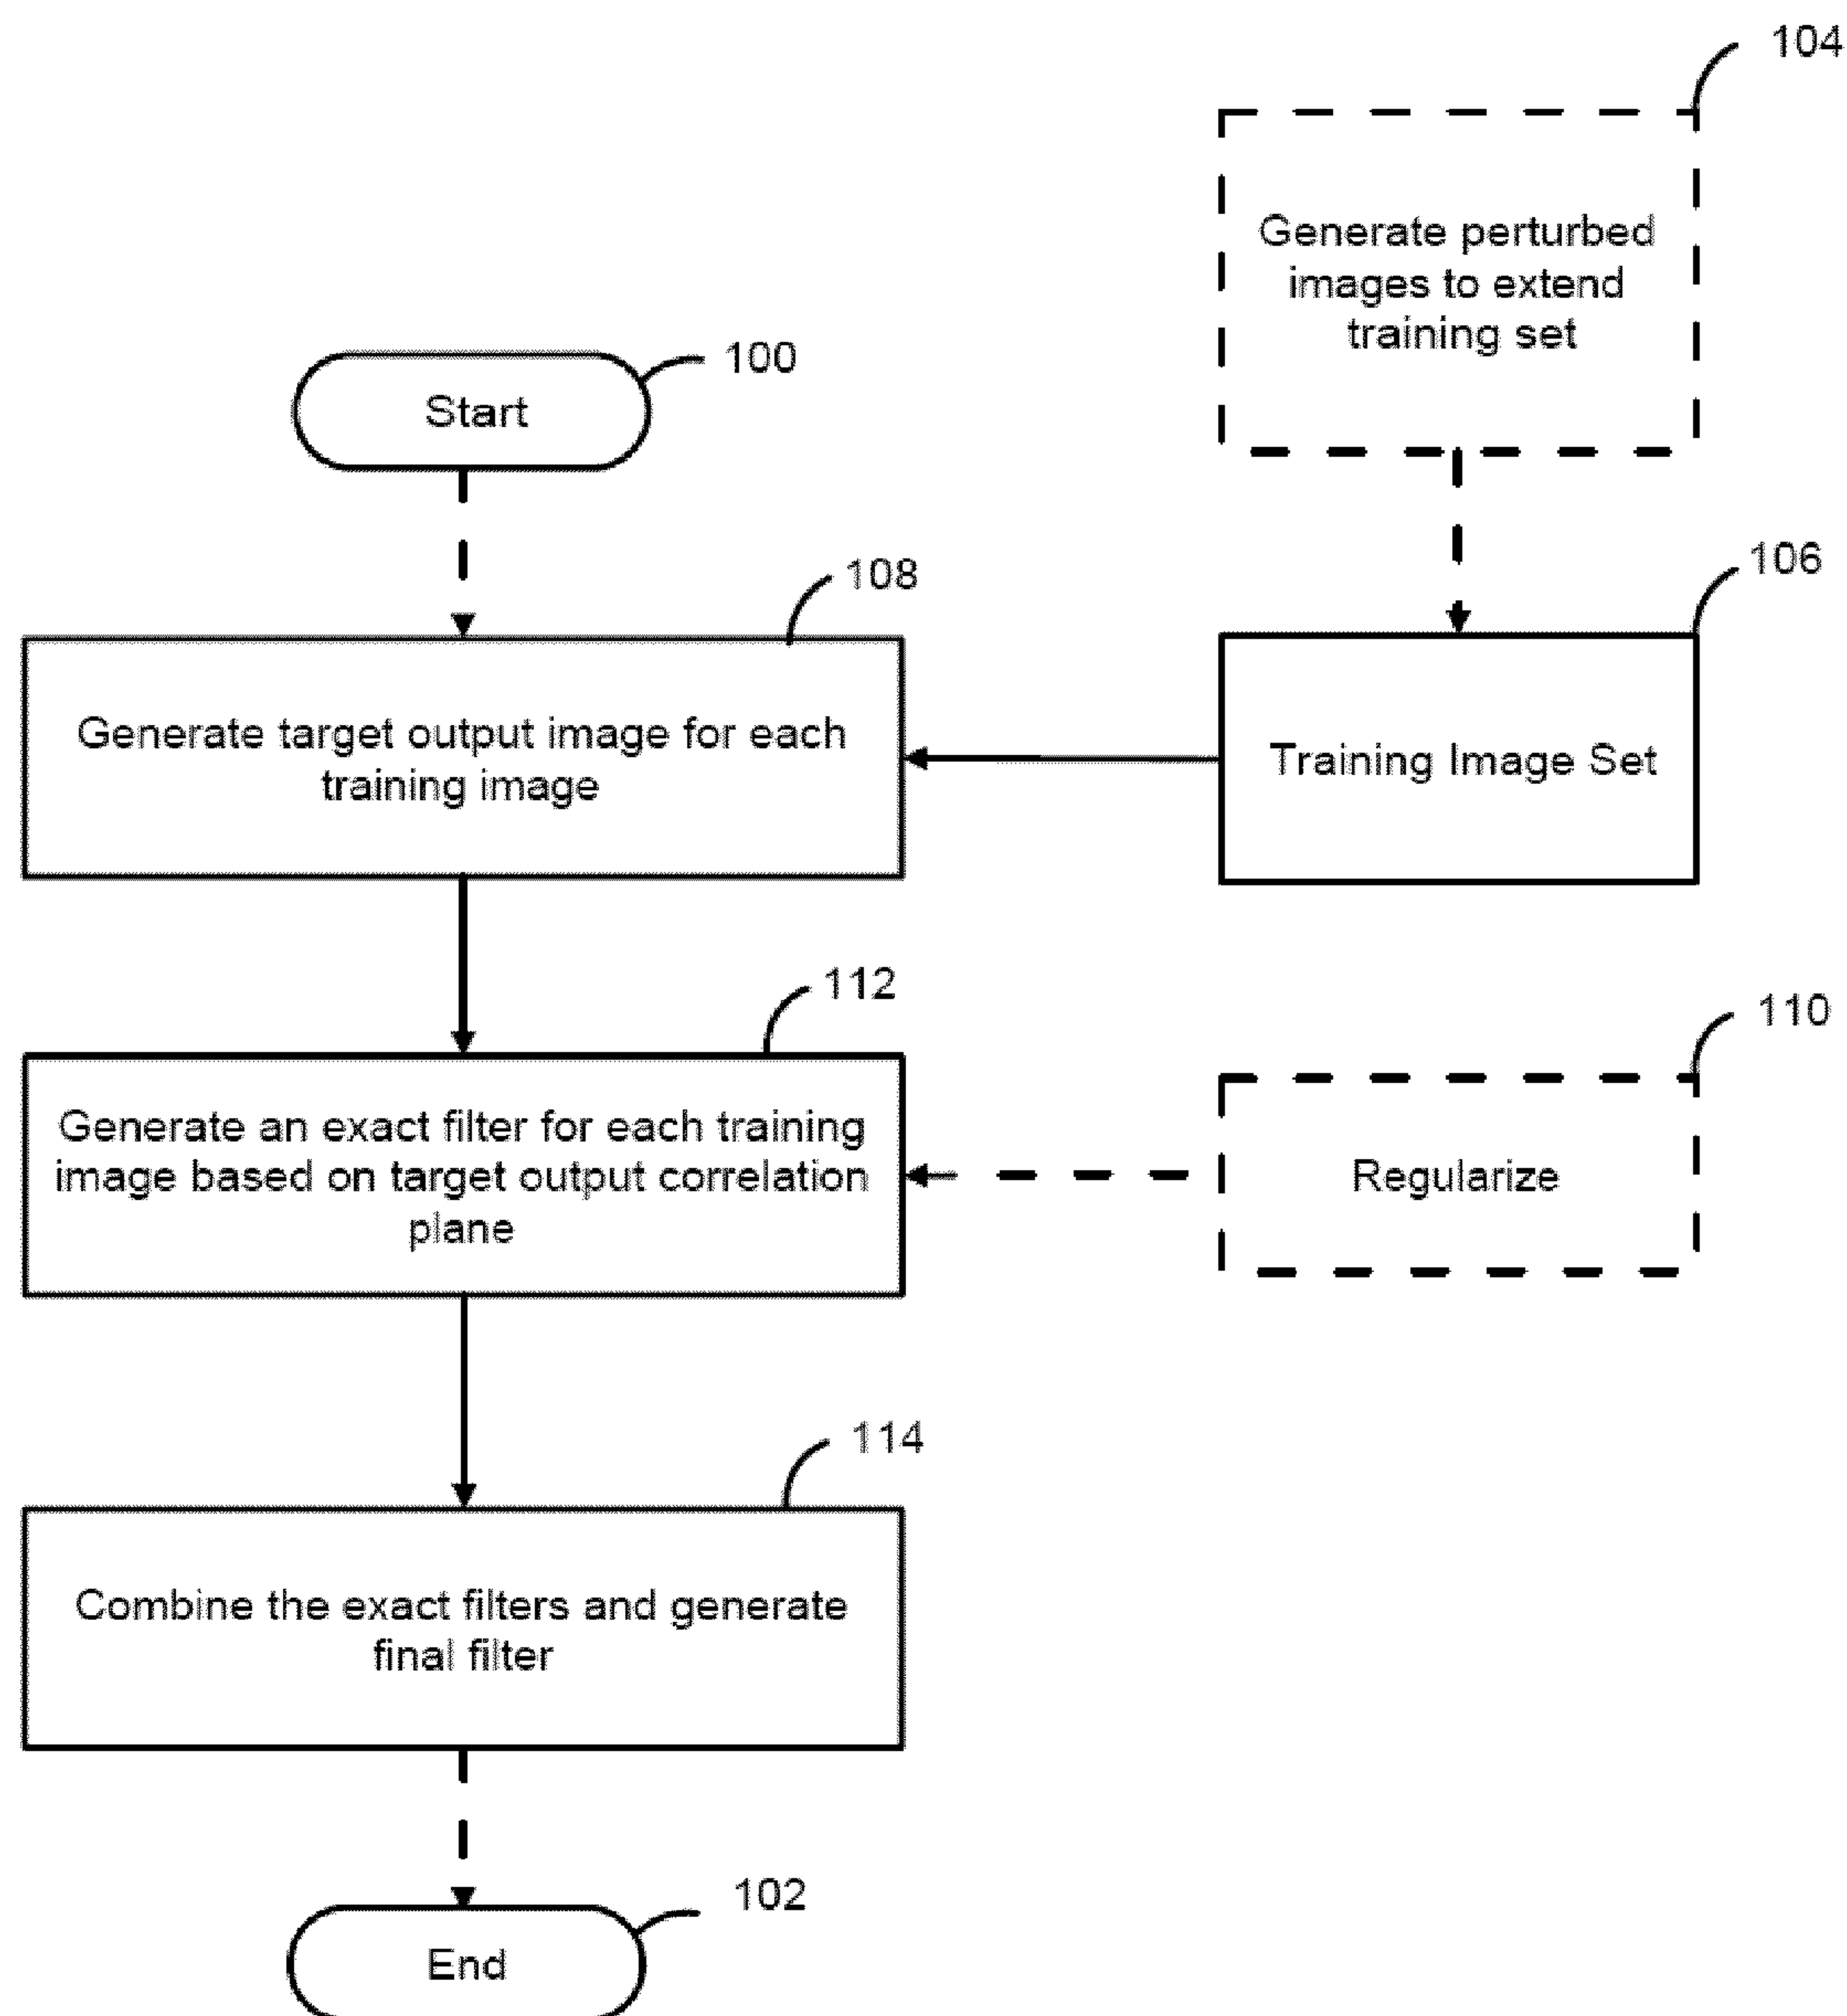 104
Generate perturbed
images to extend
training set
100
Start
106
108
Generate target output image for each
training image
Training Image Set
112
110
Generate an exact filter for each training
image based on target output correlation
plane
Regularize
114
Combine the exact filters and generate
final filter
102
End